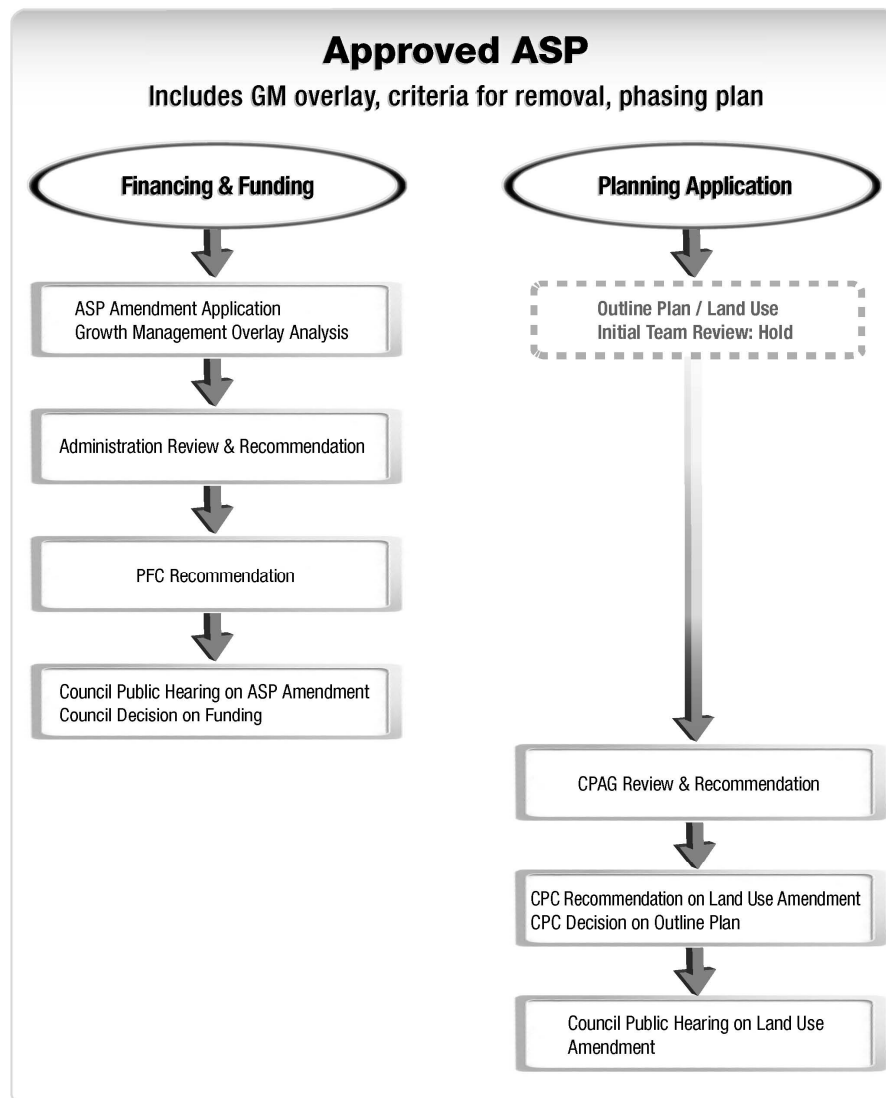 Approved ASP
Includes GM overlay, criteria for removal, phasing plan
Financing & Funding
ASP Amendment Application
Growth Management Overlay Analysis
Administration Review & Recommendation
PFC Recommendation
Council Public Hearing on ASP Amendment
Council Decision on Funding
Planning Application
Outline Plan / Land Use
Initial Team Review: Hold
CPAG Review & Recommendation
CPC Recommendation on Land Use Amendment
CPC Decision on Outline Plan
Council Public Hearing on Land Use
Amendment